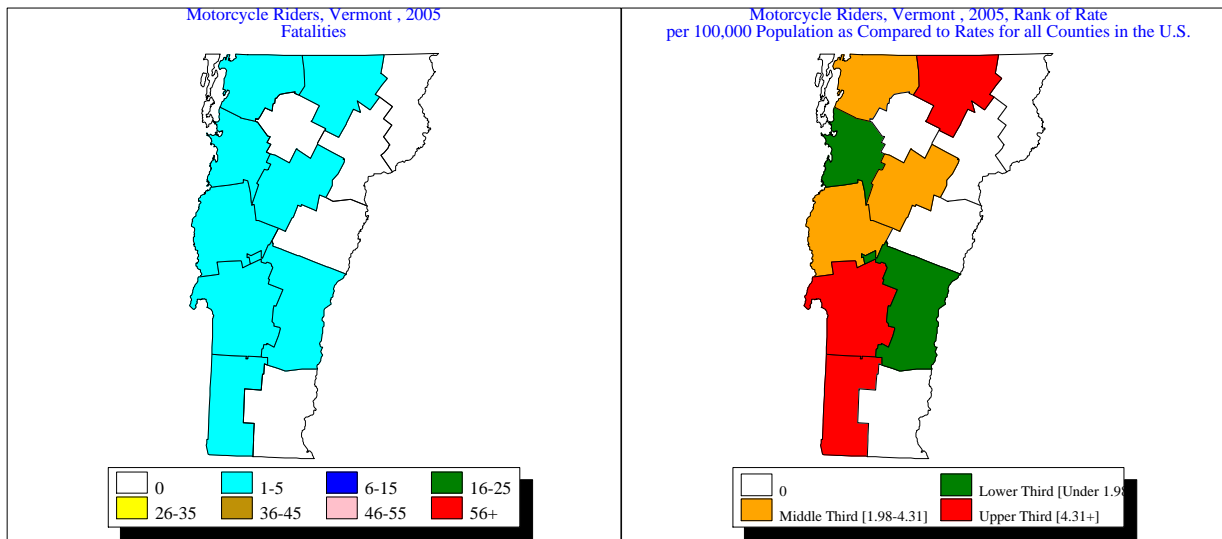 Motorcycle Riders, Vermont , 2005
Fatalities
0
1-5
6-15
16-25
26-35
36-45
46-55
56+
Motorcycle Riders, Vermont , 2005, Rank of Rate
per 100,000 Population as Compared to Rates for all Counties in the U.S.
0
Lower Third [Under 1.98
Middle Third [1.98-4.31]
Upper Third [4.31+]